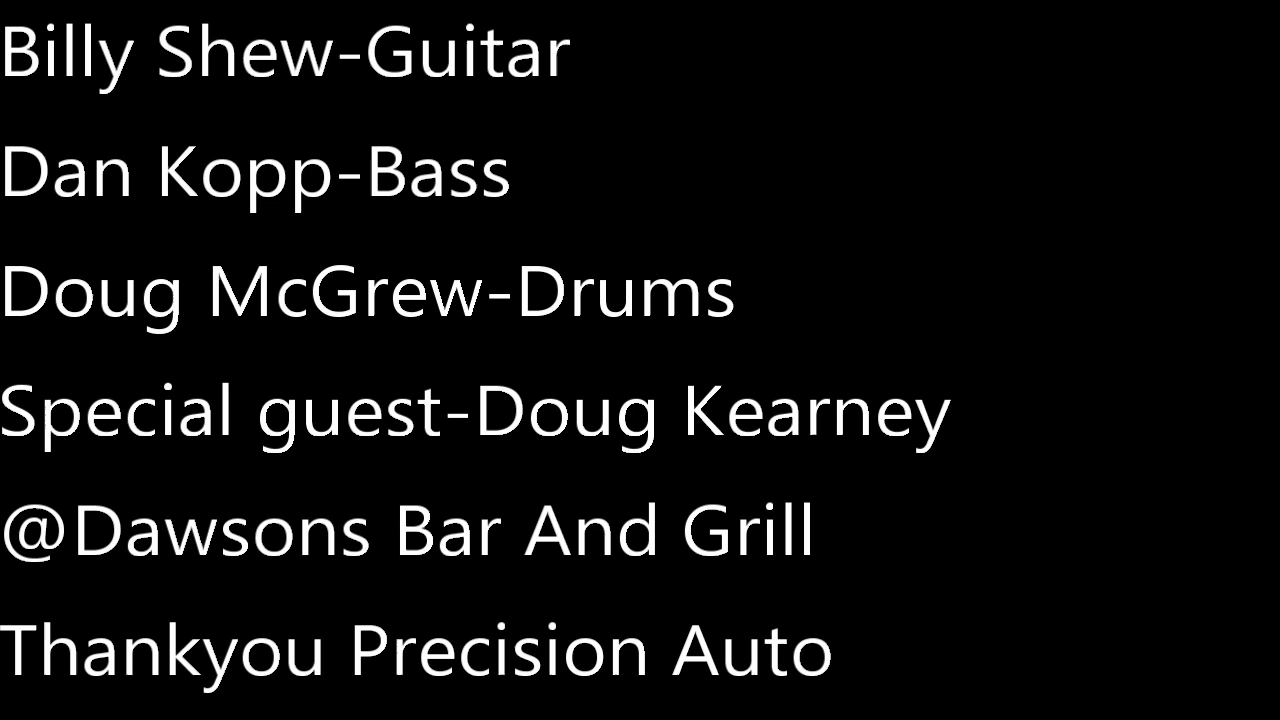 Billy Shew-Guitar
Dan Kopp-Bass
Doug McGrew-Drums
Special guest-Doug Kearney
@Dawsons Bar And Grill
Thankyou Precision Auto